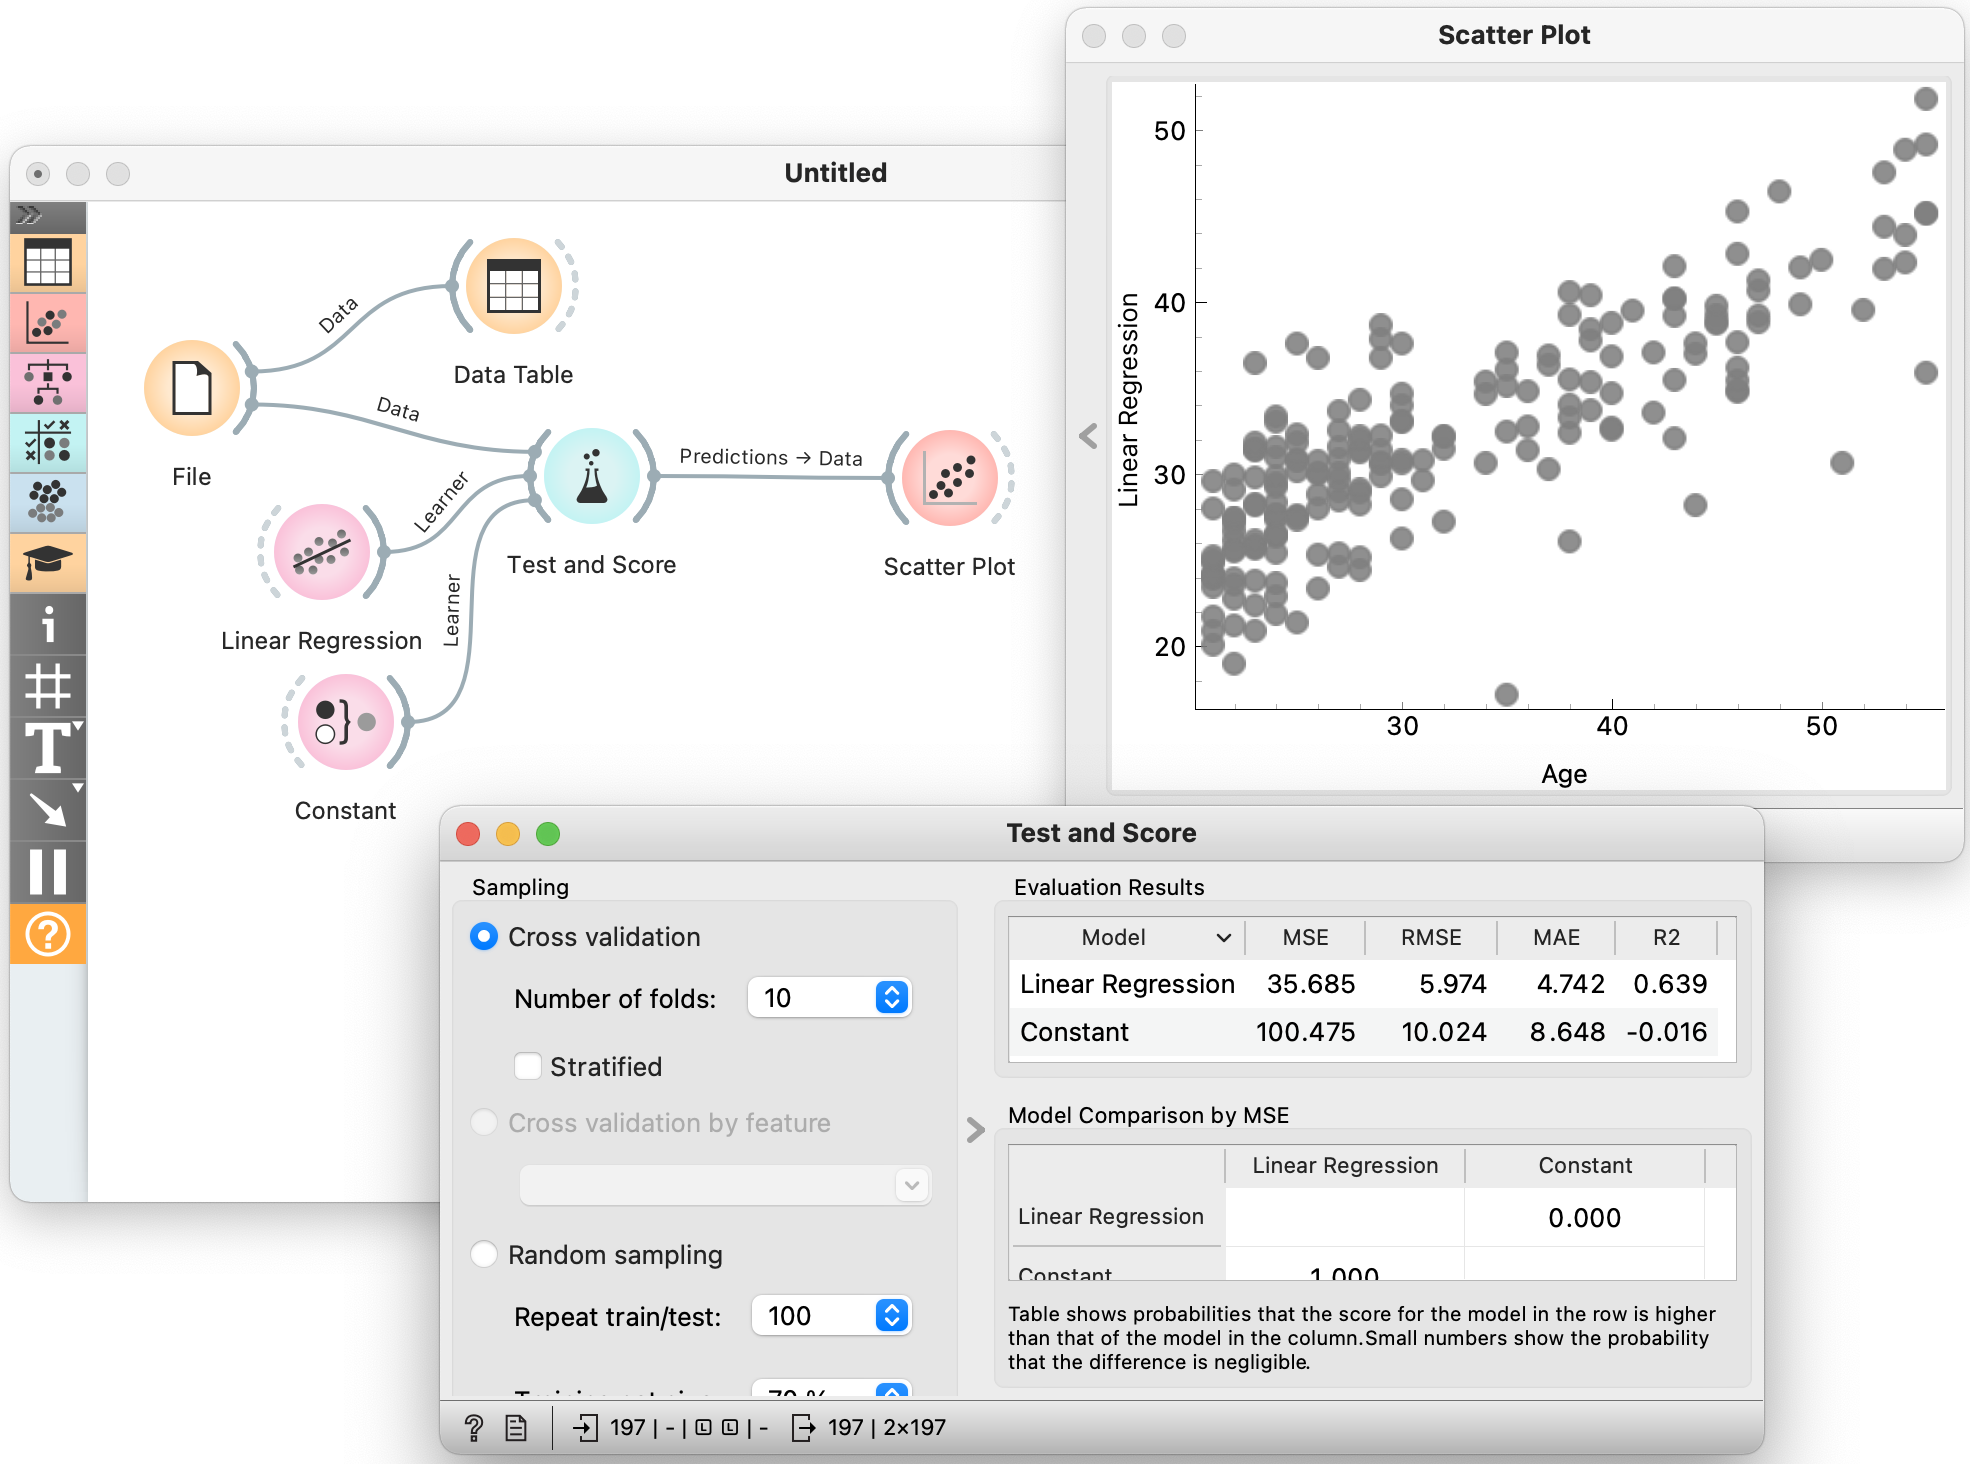 Scatter Plot
50
40
30
20
Linear Regression
30
40
50
Age
Untitled
Data
Data Table
Data
File
Learner
Predictions → Data
Test and Score
Scatter Plot
Linear Regression
Learner
Constant
Test and Score
Sampling
Cross validation
Number of folds: 10
Stratified
Cross validation by feature
Random sampling
Repeat train/test: 100
70 %
Evaluation Results
Model MSE RMSE MAE R2
Linear Regression 35.685 5.974 4.742 0.639
Constant 100.475 10.024 8.648 -0.016
Model Comparison by MSE
Linear Regression Constant
Linear Regression 0.000
Constant 1.000
Table shows probabilities that the score for the model in the row is higher
than that of the model in the column.Small numbers show the probability
that the difference is negligible.
? 197 | - | L L | - 197 | 2×197